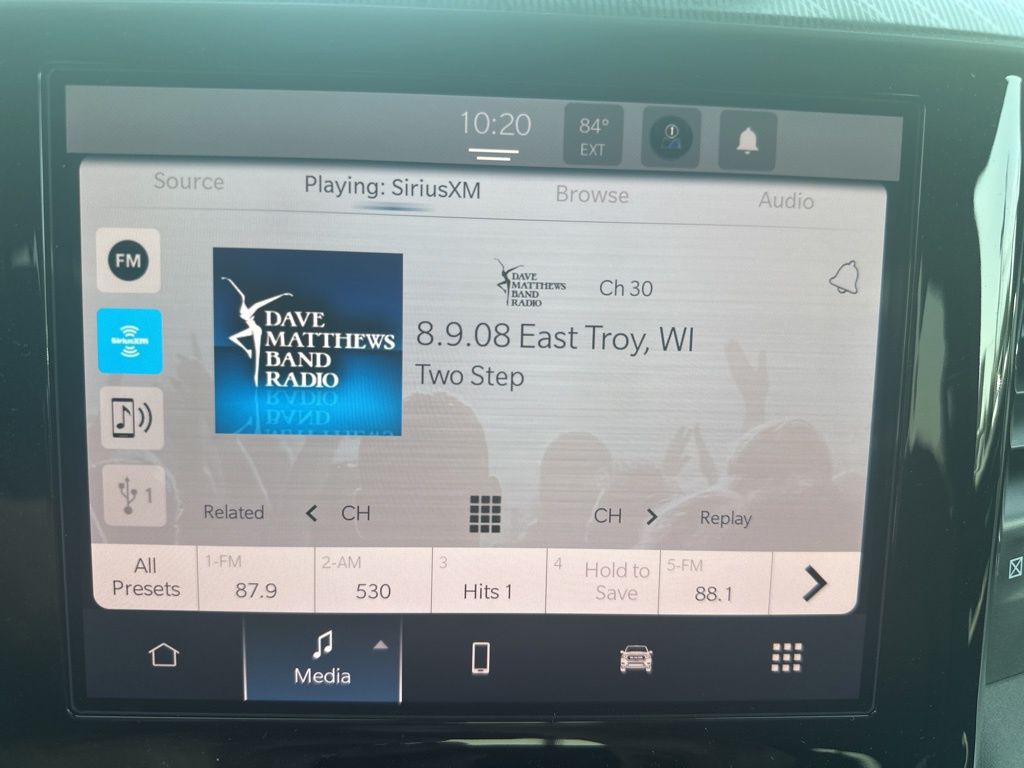 10:20
84°
EXT
Source
Playing: SiriusXM
Browse
Audio
FM
SiriusXM
1
DAVE
MATTHEWS
BAND
RADIO
DAVE
MATTHEWS
BAND
RADIO
Ch 30
8.9.08 East Troy, WI
Two Step
Related
CH
CH
Replay
All
Presets
1-FM
87.9
2-AM
530
3
Hits 1
4
Hold to
Save
5-FM
88.1
Media